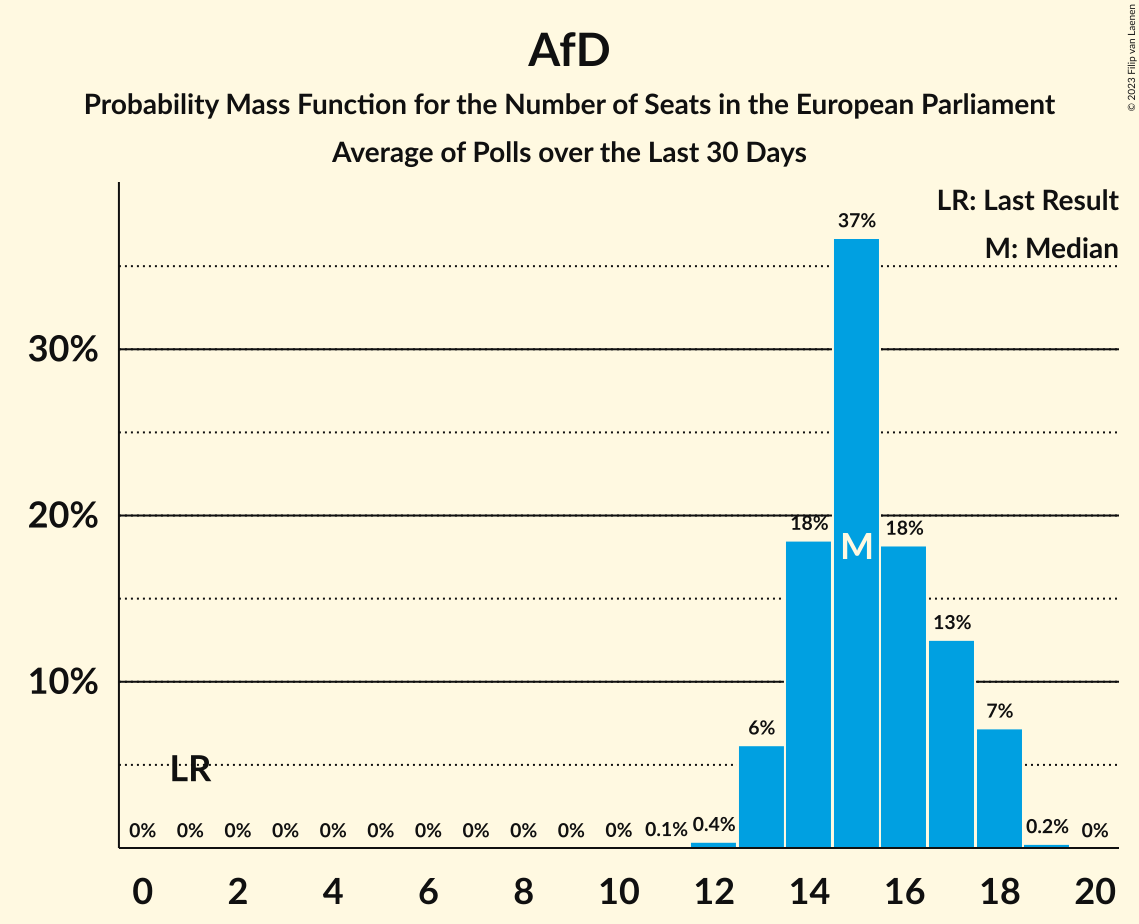 AfD
Probability Mass Function for the Number of Seats in the European Parliament
Average of Polls over the Last 30 Days
© 2023 Filip van Laenen
LR: Last Result
M: Median
37%
30%
20%
18%
M
18%
13%
10%
7%
6%
LR
0% 0% 0% 0% 0% 0% 0% 0% 0% 0% 0% 0.1% 0.4% 0.2% 0%
0 2 4 6 8 10 12 14 16 18 20